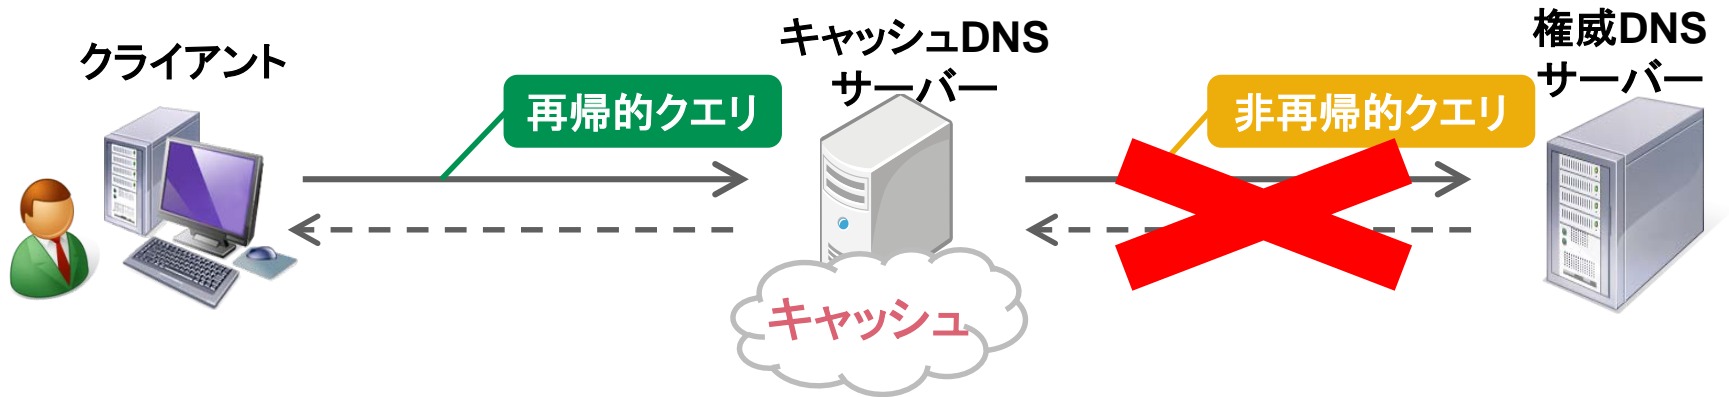 クライアント
再帰的クエリ
キャッシュDNS
サーバー
キャッシュ
非再帰的クエリ
権威DNS
サーバー